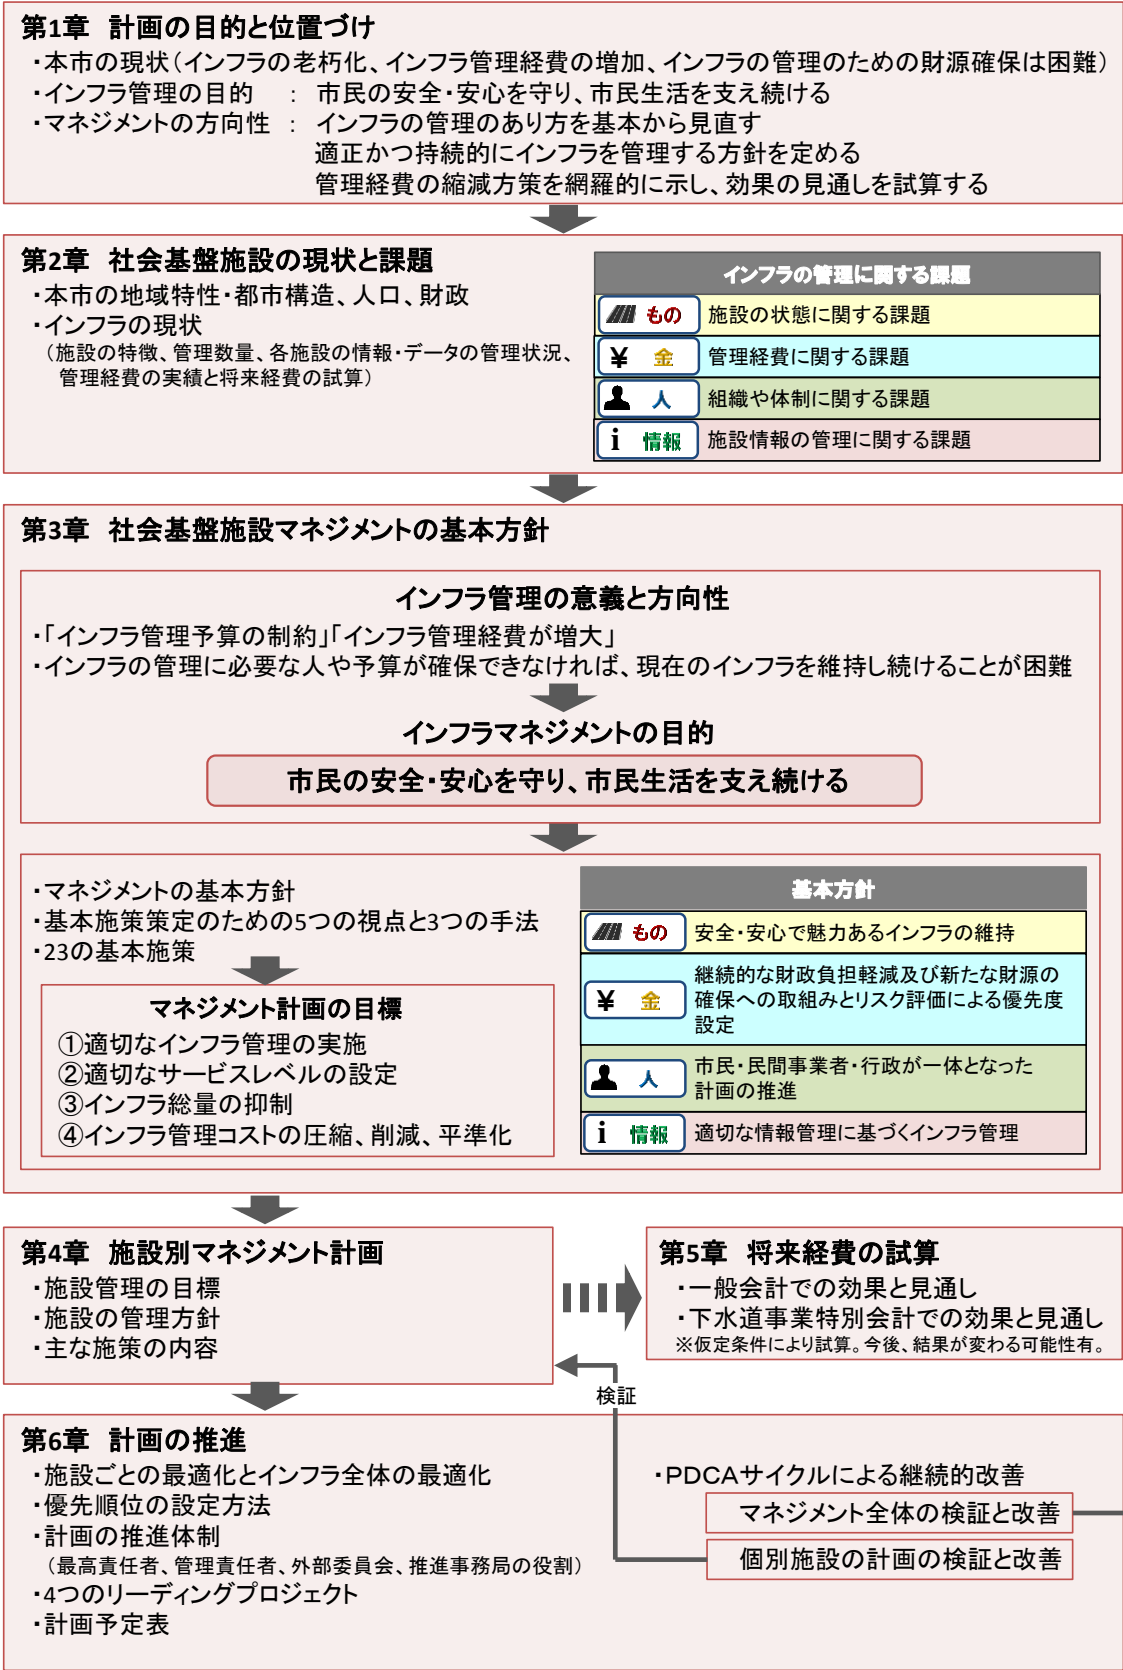 第1章 計画の目的と位置づけ
・本市の現状（インフラの老朽化、インフラ管理経費の増加、インフラの管理のための財源確保は困難）
・インフラ管理の目的 ： 市民の安全・安心を守り、市民生活を支え続ける
・マネジメントの方向性 ： インフラの管理のあり方を基本から見直す
適正かつ持続的にインフラを管理する方針を定める
管理経費の縮減方策を網羅的に示し、効果の見通しを試算する
第2章 社会基盤施設の現状と課題
・本市の地域特性・都市構造、人口、財政
・インフラの現状
（施設の特徴、管理数量、各施設の情報・データの管理状況、
管理経費の実績と将来経費の試算）
インフラの管理に関する課題
もの 施設の状態に関する課題
¥ 金 管理経費に関する課題
人 組織や体制に関する課題
i 情報 施設情報の管理に関する課題
第3章 社会基盤施設マネジメントの基本方針
インフラ管理の意義と方向性
・「インフラ管理予算の制約」「インフラ管理経費が増大」
・インフラの管理に必要な人や予算が確保できなければ、現在のインフラを維持し続けることが困難
インフラマネジメントの目的
市民の安全・安心を守り、市民生活を支え続ける
・マネジメントの基本方針
・基本施策策定のための5つの視点と3つの手法
・23の基本施策
マネジメント計画の目標
①適切なインフラ管理の実施
②適切なサービスレベルの設定
③インフラ総量の抑制
④インフラ管理コストの圧縮、削減、平準化
基本方針
もの 安全・安心で魅力あるインフラの維持
¥ 金 継続的な財政負担軽減及び新たな財源の
確保への取組みとリスク評価による優先度
設定
人 市民・民間事業者・行政が一体となった
計画の推進
i 情報 適切な情報管理に基づくインフラ管理
第4章 施設別マネジメント計画
・施設管理の目標
・施設の管理方針
・主な施策の内容
第5章 将来経費の試算
・一般会計での効果と見通し
・下水道事業特別会計での効果と見通し
※仮定条件により試算。今後、結果が変わる可能性有。
検証
第6章 計画の推進
・施設ごとの最適化とインフラ全体の最適化
・優先順位の設定方法
・計画の推進体制
（最高責任者、管理責任者、外部委員会、推進事務局の役割）
・4つのリーディングプロジェクト
・計画予定表
・PDCAサイクルによる継続的改善
マネジメント全体の検証と改善
個別施設の計画の検証と改善